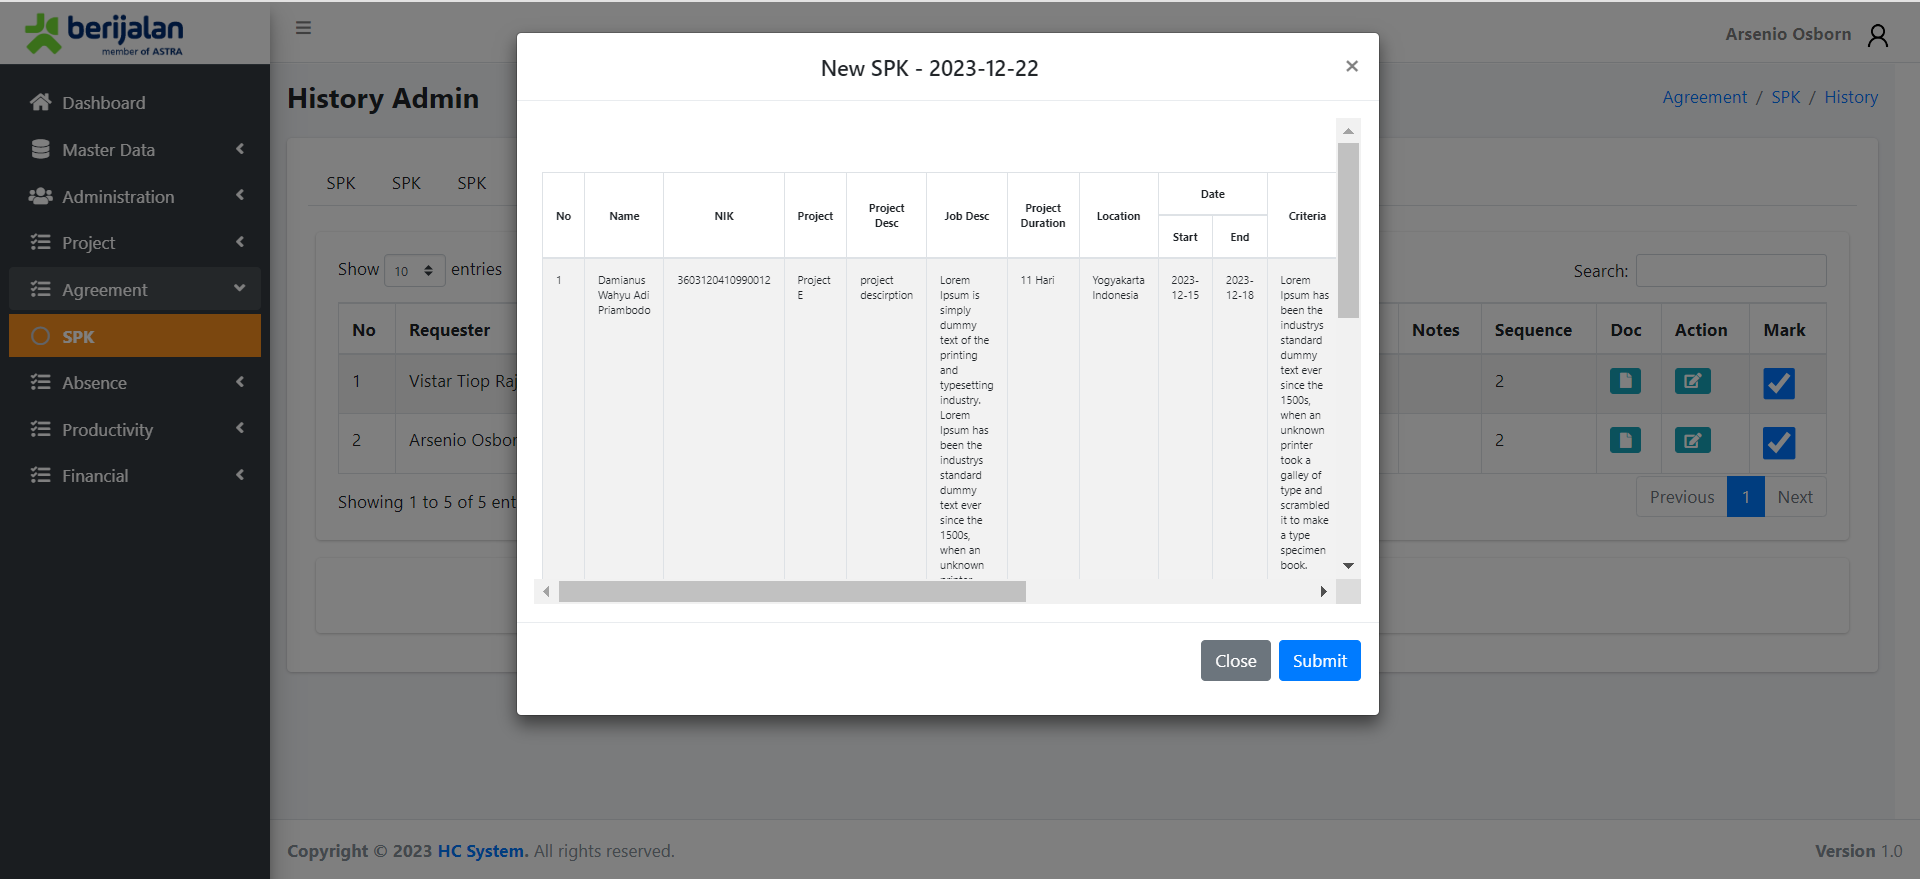 berijalan
member of ASTRA
Arsenio Osborn
Dashboard
Master Data
Administration
Project
Agreement
SPK
Absence
Productivity
Financial
History Admin
Agreement / SPK / History
SPK SPK SPK
Show 10 entries
Search:
No Requester Notes Sequence Doc Action Mark
1 Vistar Tiop Raj 2
2 Arsenio Osbor 2
Showing 1 to 5 of 5 ent
Previous 1 Next
New SPK - 2023-12-22
×
No Name NIK Project Project Desc Job Desc Project Duration Location Date Criteria
Start End
1
Damianus
Wahyu Adi
Priambodo
3603120410990012
Project
E
project
descirption
Lorem
Ipsum is
simply
dummy
text of the
printing
and
typesetting
industry.
Lorem
Ipsum has
been the
industrys
standard
dummy
text ever
since the
1500s,
when an
unknown
11 Hari
Yogyakarta
Indonesia
2023-
12-15
2023-
12-18
Lorem
Ipsum has
been the
industrys
standard
dummy
text ever
since the
1500s,
when an
unknown
printer
took a
galley of
type and
scrambled
it to make
a type
specimen
book.
Close Submit
Copyright © 2023 HC System. All rights reserved.
Version 1.0